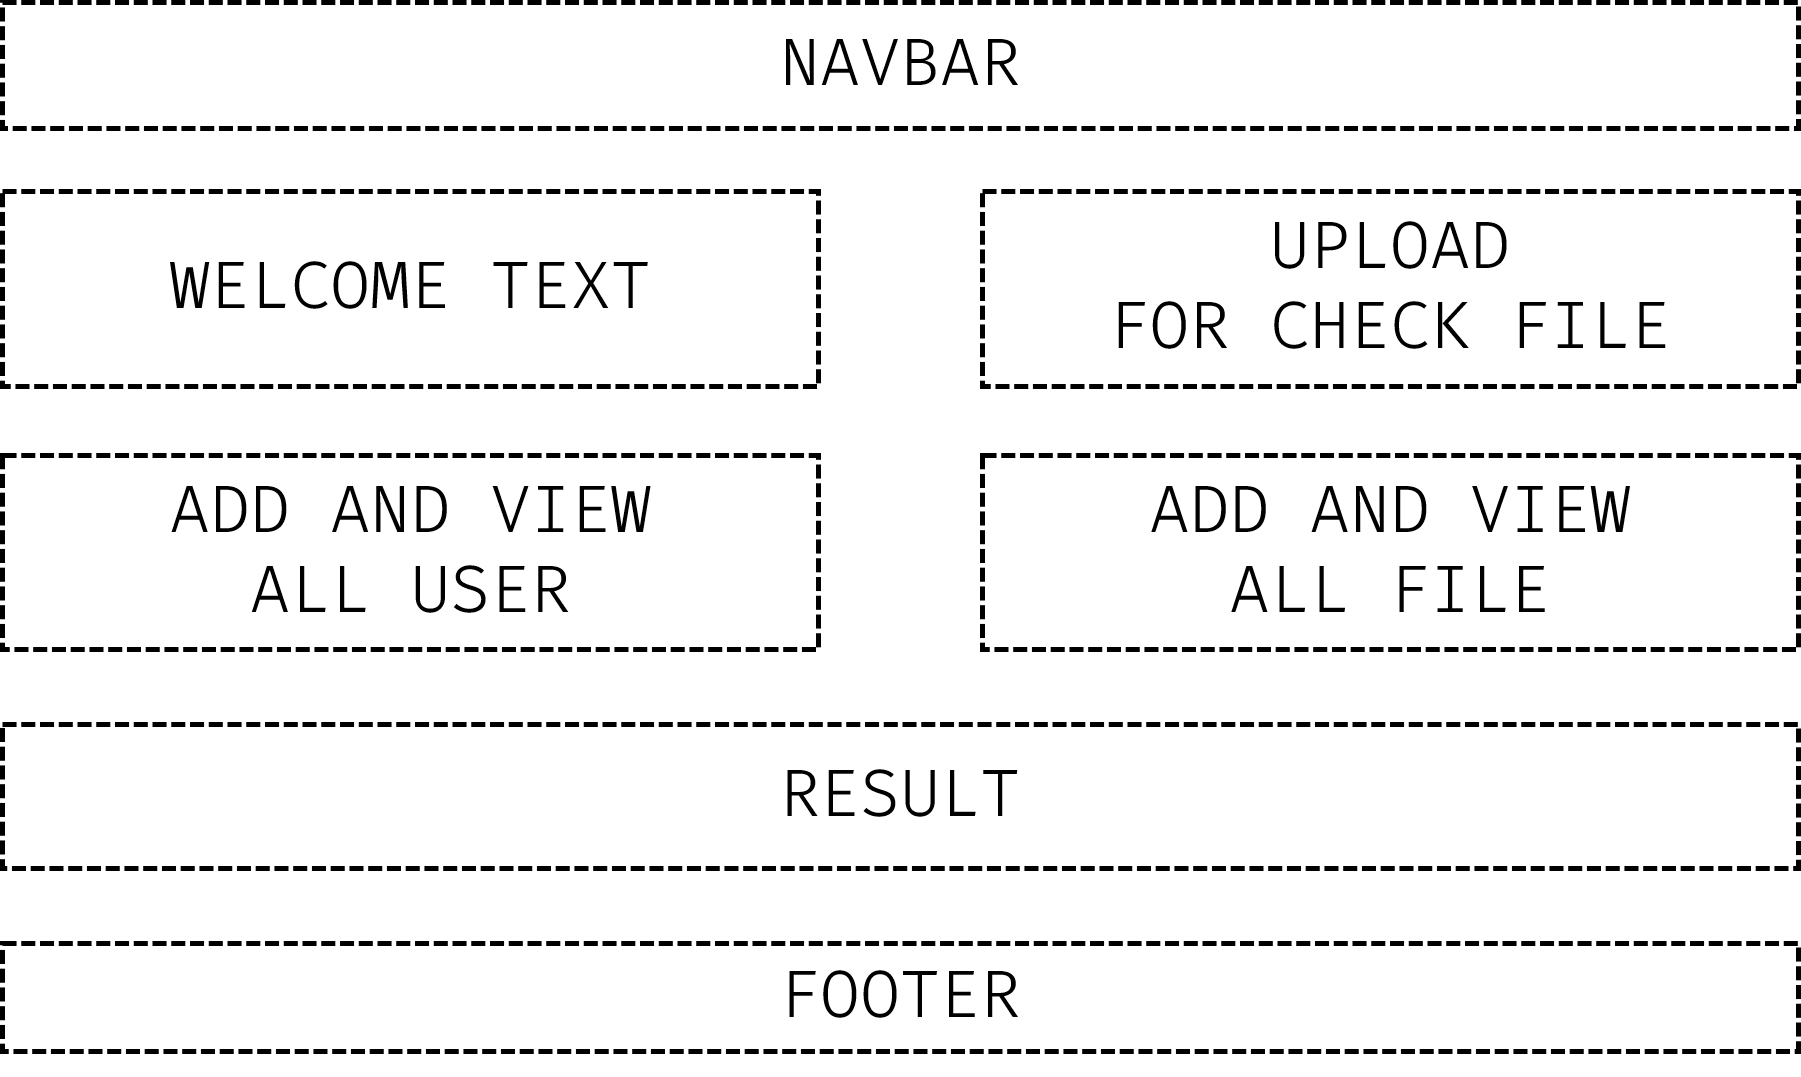 NAVBAR
WELCOME TEXT
UPLOAD
FOR CHECK FILE
ADD AND VIEW
ALL USER
ADD AND VIEW
ALL FILE
RESULT
FOOTER